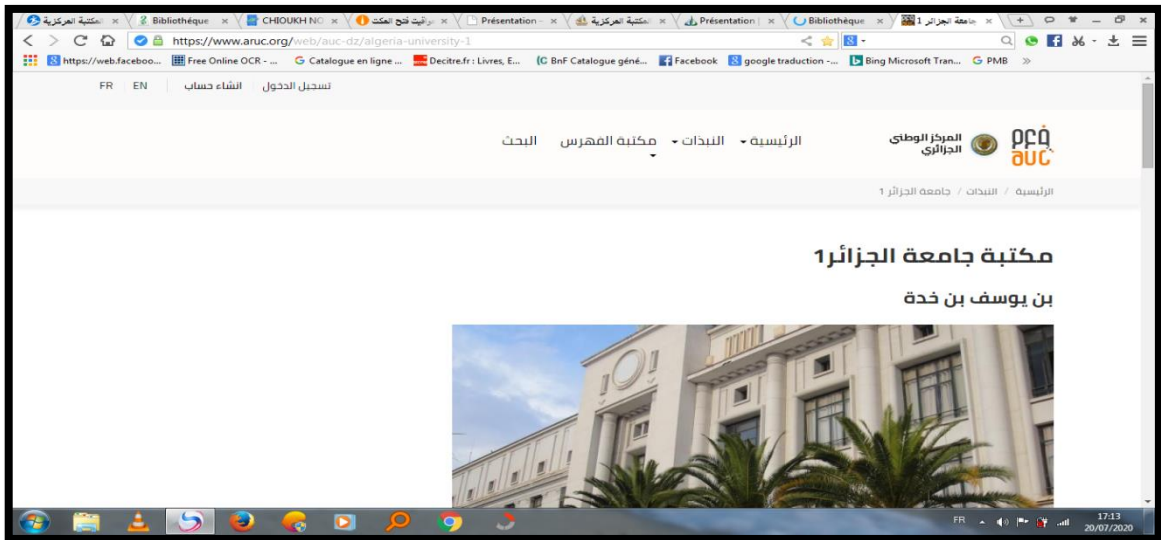 المكتبة المركزية
Bibliothéque
CHIOUKH NO
Présentation -
المكتبة المركزية
Présentation |
Bibliothèque
جامعة الجزائر 1
https://www.aruc.org/web/auc-dz/algeria-university-1
https://web.faceboo...
Free Online OCR - ...
Catalogue en ligne ...
Decitre.fr : Livres, E...
BnF Catalogue géné...
Facebook
google traduction -...
Bing Microsoft Tran...
PMB
تسجيل الدخول انشاء حساب EN FR
المركز الوطني
الجزائري
auc
الرئيسية النبذات مكتبة الفهرس البحث
الرئيسية / النبذات / جامعة الجزائر 1
مكتبة جامعة الجزائر1
بن يوسف بن خدة
FR
17:13
20/07/2020